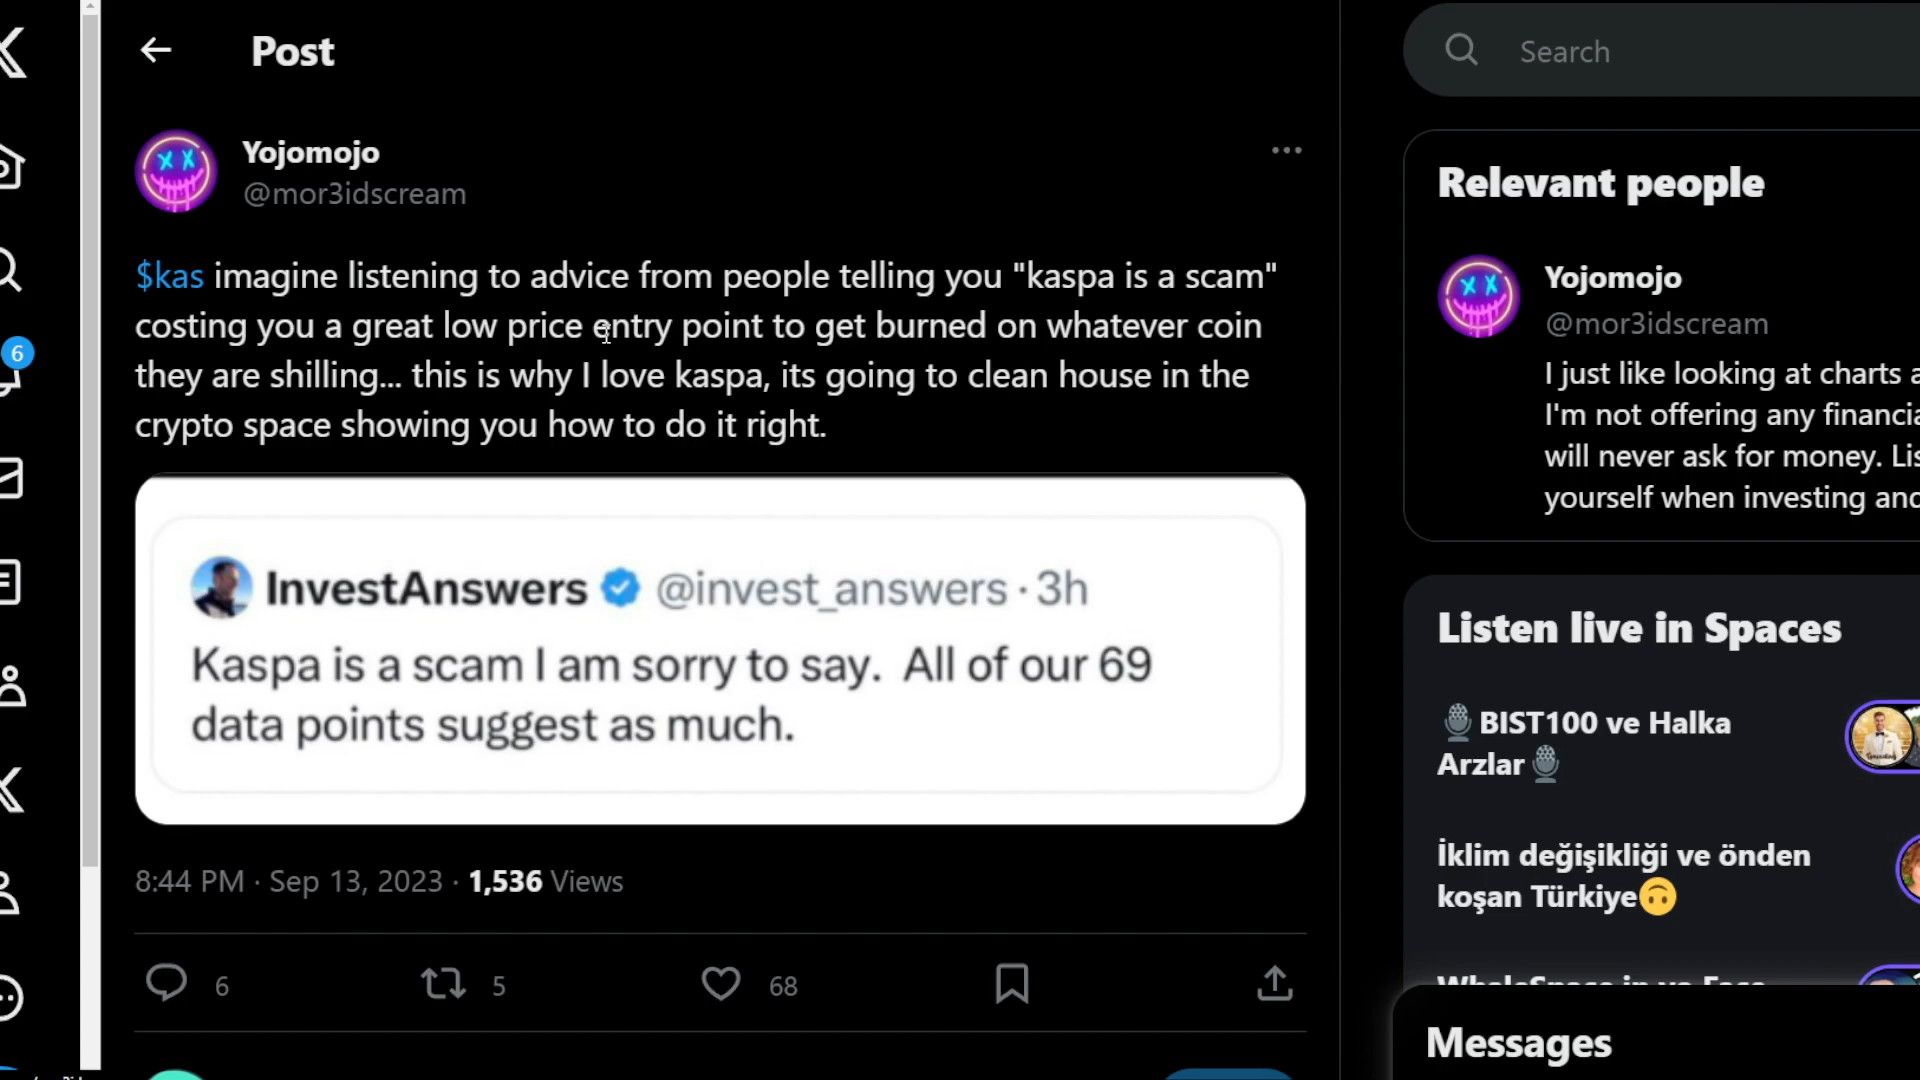 Post
Yojomojo
@mor3idscream
$kas imagine listening to advice from people telling you "kaspa is a scam"
costing you a great low price entry point to get burned on whatever coin
they are shilling... this is why I love kaspa, its going to clean house in the
crypto space showing you how to do it right.
InvestAnswers @invest_answers · 3h
Kaspa is a scam I am sorry to say. All of our 69
data points suggest as much.
8:44 PM · Sep 13, 2023 · 1,536 Views
6
5
68
6
Search
Relevant people
Yojomojo
@mor3idscream
I just like looking at charts
I'm not offering any
will never ask for money.
yourself when investing
Listen live in Spaces
BIST100 ve Halka
Arzlar
İklim değişikliği ve önden
koşan Türkiye
Messages